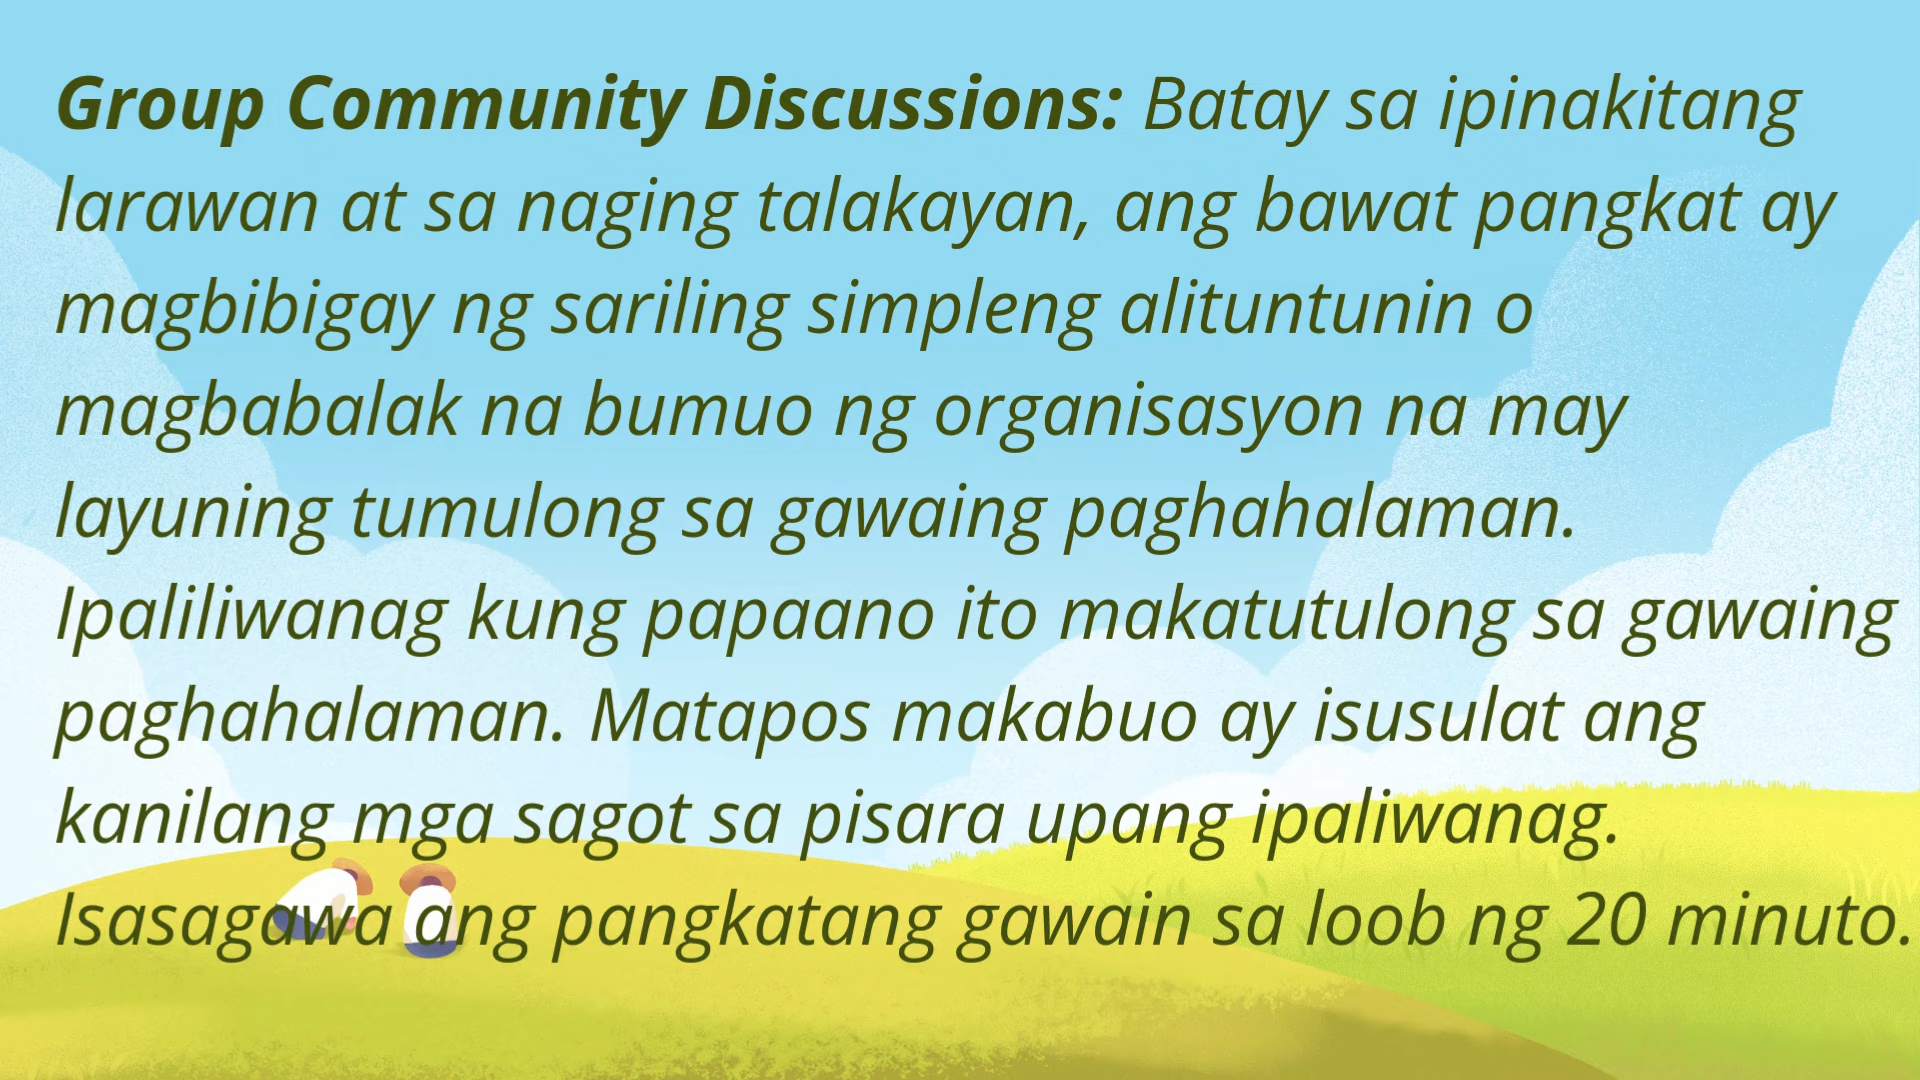 Group Community Discussions: Batay sa ipinakitang
larawan at sa naging talakayan, ang bawat pangkat ay
magbibigay ng sariling simpleng alituntunin o
magbabalak na bumuo ng organisasyon na may
layuning tumulong sa gawaing paghahalaman.
Ipaliliwanag kung papaano ito makatutulong sa gawaing
paghahalaman. Matapos makabuo ay isusulat ang
kanilang mga sagot sa pisara upang ipaliwanag.
Isasagawa ang pangkatang gawain sa loob ng 20 minuto.